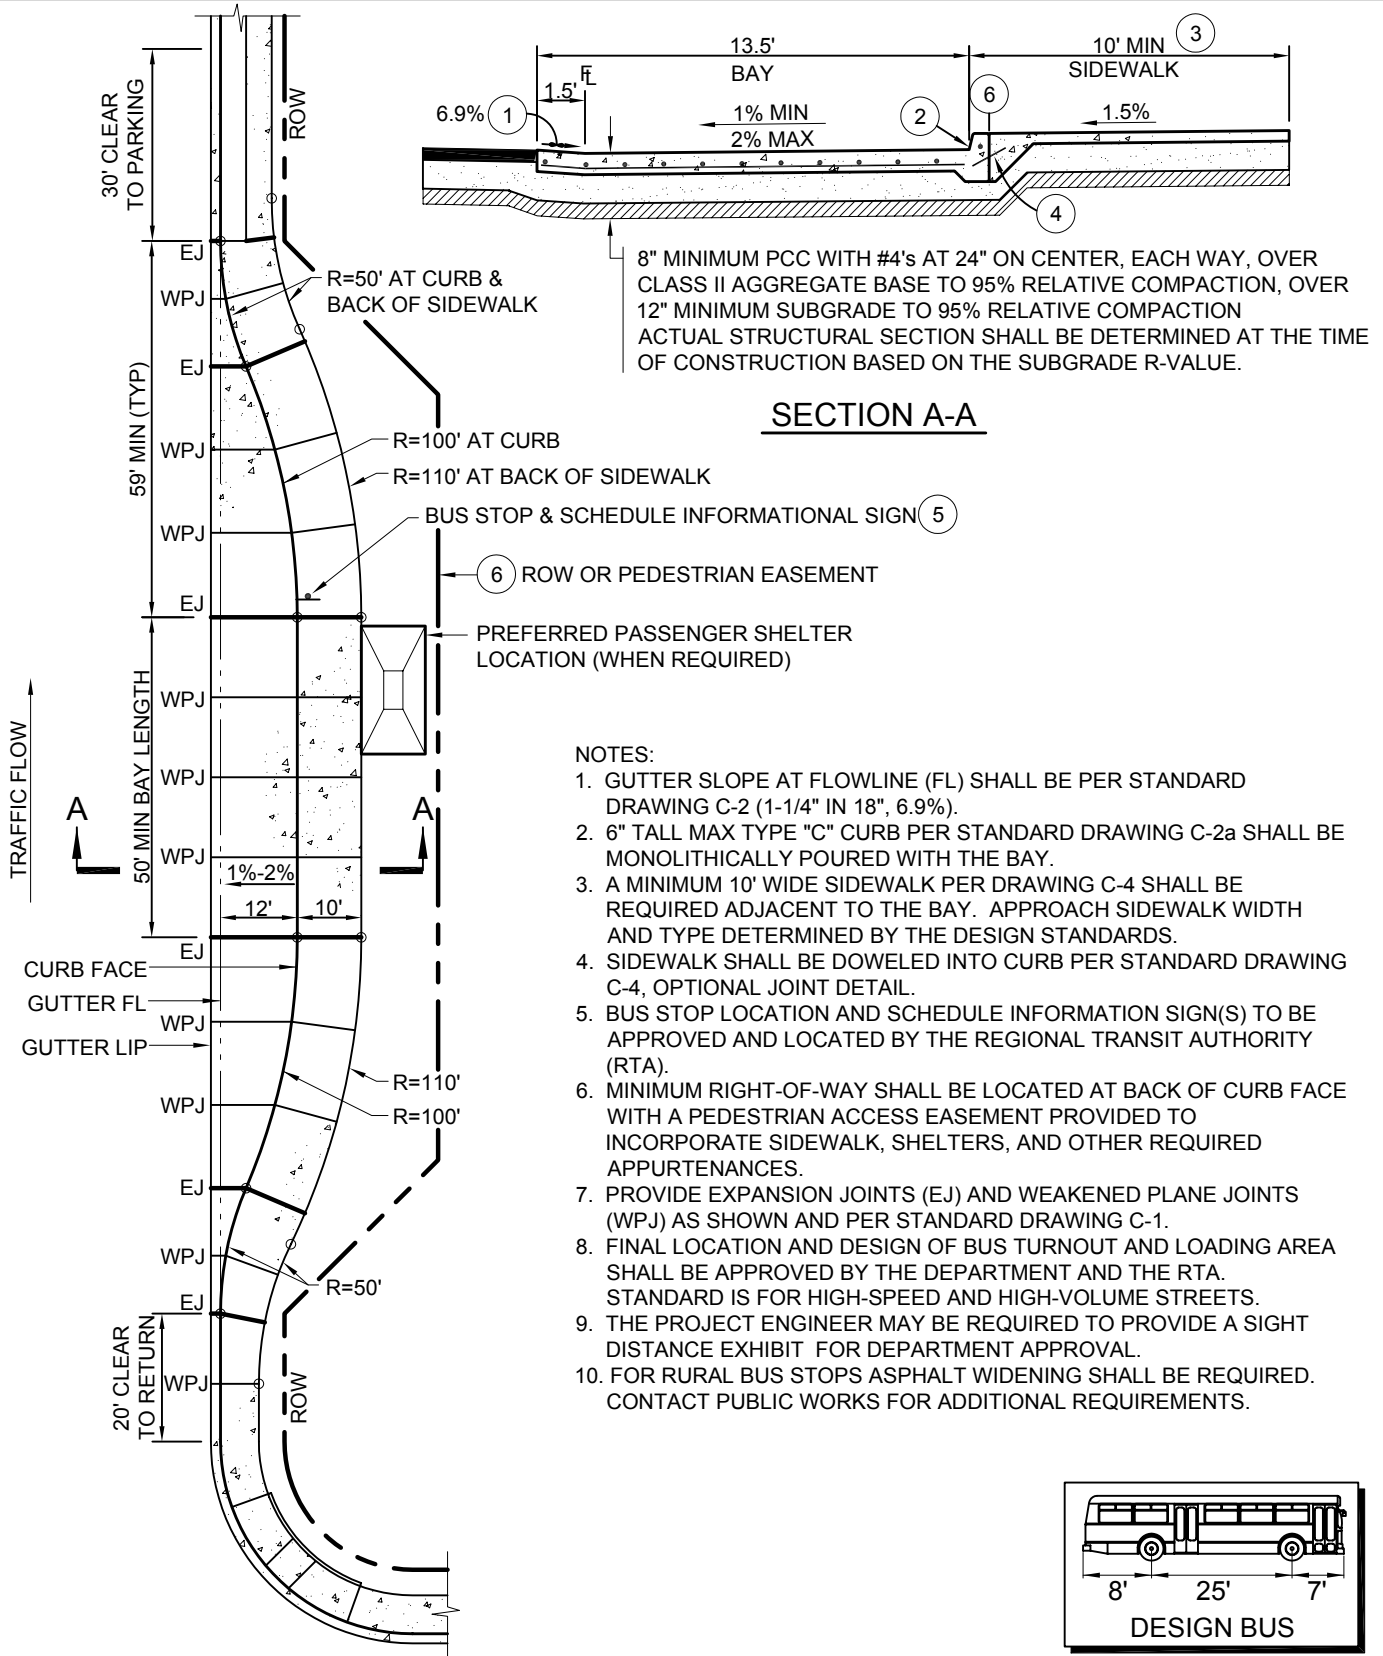 13.5'
10' MIN
3
BAY
SIDEWALK
FL
1.5'
6.9%
1
1% MIN
2% MAX
2
6
1.5%
4
8" MINIMUM PCC WITH #4's AT 24" ON CENTER, EACH WAY, OVER
CLASS II AGGREGATE BASE TO 95% RELATIVE COMPACTION, OVER
12" MINIMUM SUBGRADE TO 95% RELATIVE COMPACTION
ACTUAL STRUCTURAL SECTION SHALL BE DETERMINED AT THE TIME
OF CONSTRUCTION BASED ON THE SUBGRADE R-VALUE.
SECTION A-A
30' CLEAR
TO PARKING
ROW
EJ
WPJ
R=50' AT CURB &
BACK OF SIDEWALK
EJ
59' MIN (TYP)
WPJ
R=100' AT CURB
R=110' AT BACK OF SIDEWALK
WPJ
BUS STOP & SCHEDULE INFORMATIONAL SIGN
5
6
ROW OR PEDESTRIAN EASEMENT
EJ
PREFERRED PASSENGER SHELTER
LOCATION (WHEN REQUIRED)
WPJ
50' MIN BAY LENGTH
TRAFFIC FLOW
WPJ
A
A
WPJ
1%-2%
12'
10'
EJ
CURB FACE
GUTTER FL
WPJ
GUTTER LIP
R=110'
WPJ
R=100'
EJ
WPJ
R=50'
EJ
20' CLEAR
TO RETURN
WPJ
ROW
NOTES:
1. GUTTER SLOPE AT FLOWLINE (FL) SHALL BE PER STANDARD
DRAWING C-2 (1-1/4" IN 18", 6.9%).
2. 6" TALL MAX TYPE "C" CURB PER STANDARD DRAWING C-2a SHALL BE
MONOLITHICALLY POURED WITH THE BAY.
3. A MINIMUM 10' WIDE SIDEWALK PER DRAWING C-4 SHALL BE
REQUIRED ADJACENT TO THE BAY. APPROACH SIDEWALK WIDTH
AND TYPE DETERMINED BY THE DESIGN STANDARDS.
4. SIDEWALK SHALL BE DOWELED INTO CURB PER STANDARD DRAWING
C-4, OPTIONAL JOINT DETAIL.
5. BUS STOP LOCATION AND SCHEDULE INFORMATION SIGN(S) TO BE
APPROVED AND LOCATED BY THE REGIONAL TRANSIT AUTHORITY
(RTA).
6. MINIMUM RIGHT-OF-WAY SHALL BE LOCATED AT BACK OF CURB FACE
WITH A PEDESTRIAN ACCESS EASEMENT PROVIDED TO
INCORPORATE SIDEWALK, SHELTERS, AND OTHER REQUIRED
APPURTENANCES.
7. PROVIDE EXPANSION JOINTS (EJ) AND WEAKENED PLANE JOINTS
(WPJ) AS SHOWN AND PER STANDARD DRAWING C-1.
8. FINAL LOCATION AND DESIGN OF BUS TURNOUT AND LOADING AREA
SHALL BE APPROVED BY THE DEPARTMENT AND THE RTA.
STANDARD IS FOR HIGH-SPEED AND HIGH-VOLUME STREETS.
9. THE PROJECT ENGINEER MAY BE REQUIRED TO PROVIDE A SIGHT
DISTANCE EXHIBIT FOR DEPARTMENT APPROVAL.
10. FOR RURAL BUS STOPS ASPHALT WIDENING SHALL BE REQUIRED.
CONTACT PUBLIC WORKS FOR ADDITIONAL REQUIREMENTS.
8'
25'
7'
DESIGN BUS